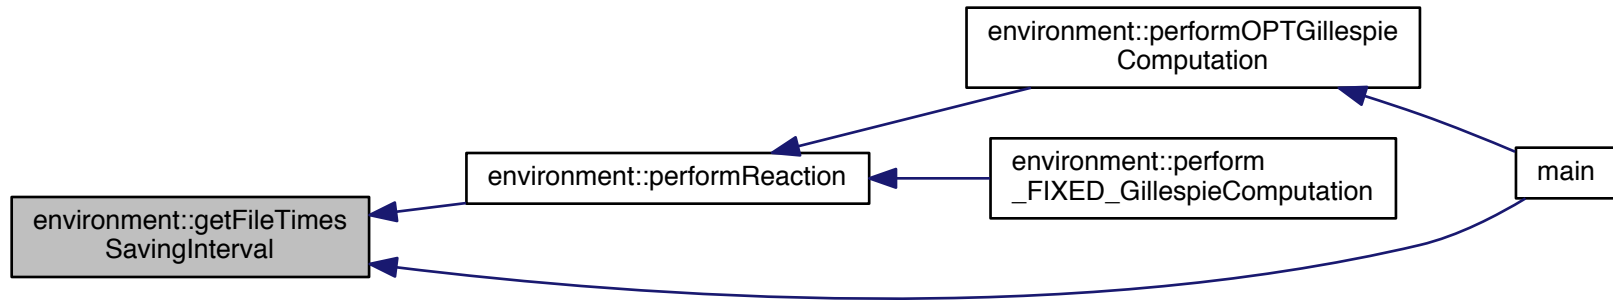 environment::performOPTGillespie
Computation
environment::perform
_FIXED_GillespieComputation
environment::performReaction
main
environment::getFileTimes
SavingInterval